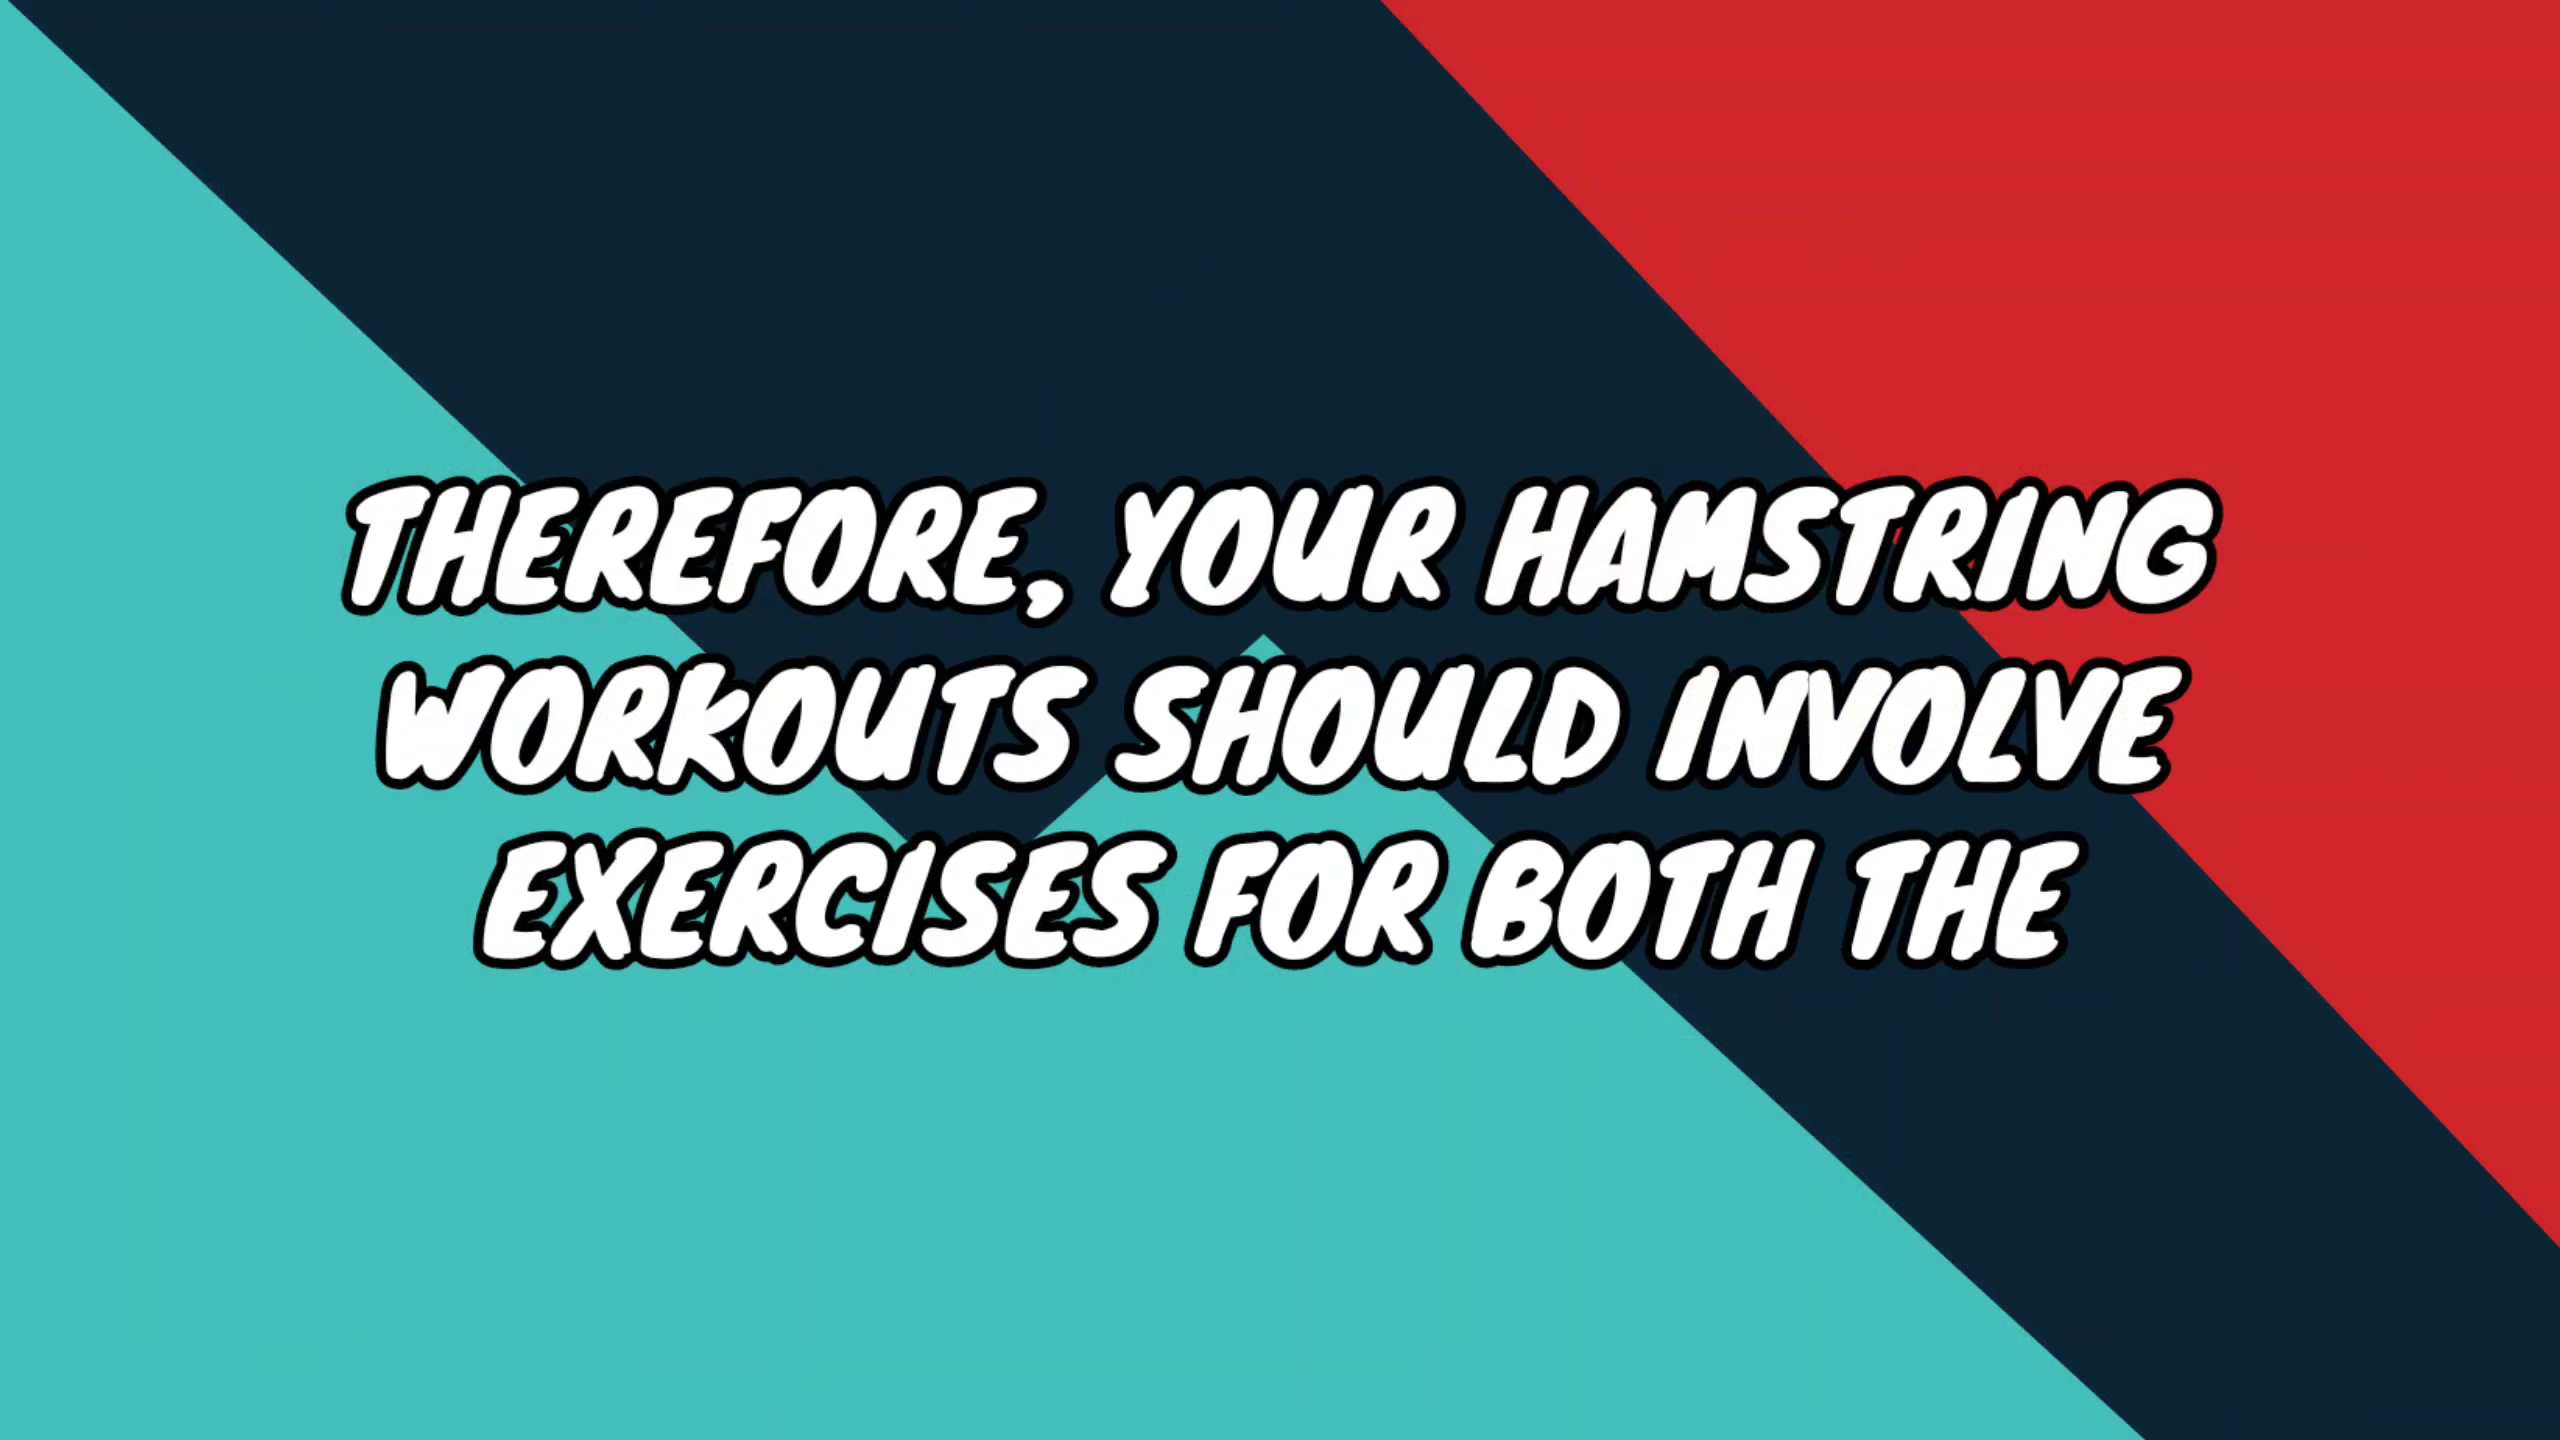 THEREFORE, YOUR HAMSTRING
WORKOUTS SHOULD INVOLVE
EXERCISES FOR BOTH THE